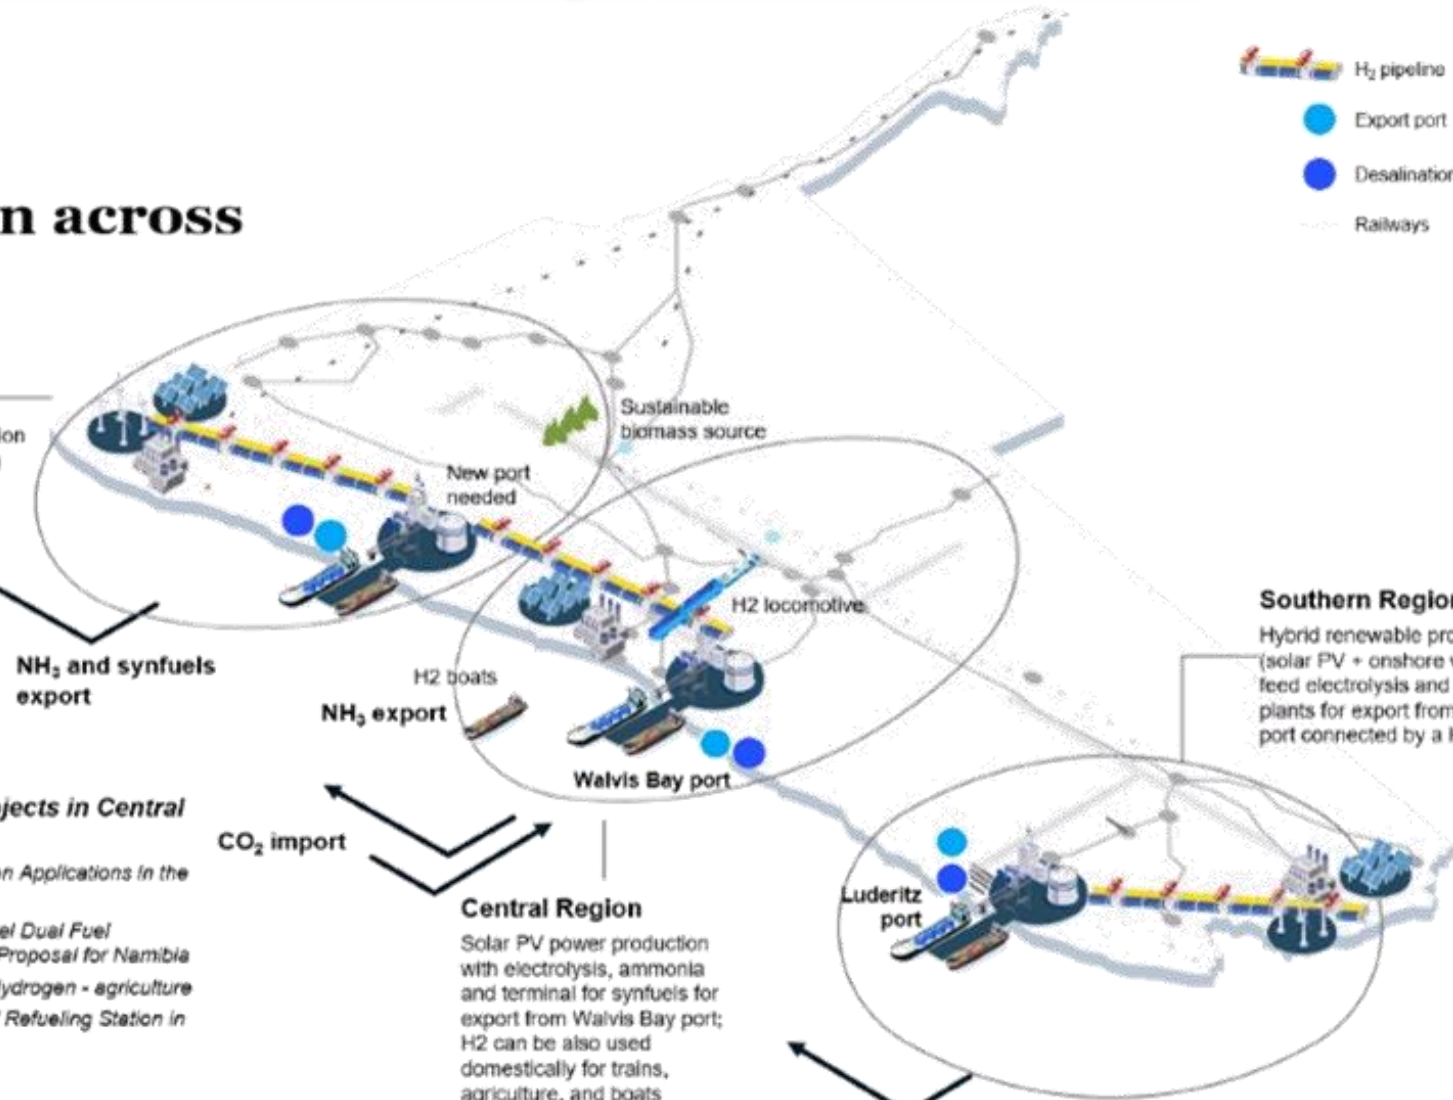 n across
H₂ pipeline
Export port
Desalination
Railways
ion
)
Sustainable
biomass source
New port
needed
H2 locomotive
NH₃ and synfuels
export
H2 boats
NH₃ export
Walvis Bay port
Southern Region
Hybrid renewable pro
(solar PV + onshore w
feed electrolysis and
plants for export from
port connected by a H
jects in Central
CO₂ import
n Applications in the
el Dual Fuel
Proposal for Namibia
ydrogen - agriculture
Refueling Station in
Luderitz
port
Central Region
Solar PV power production
with electrolysis, ammonia
and terminal for synfuels for
export from Walvis Bay port;
H2 can be also used
domestically for trains,
agriculture, and boats